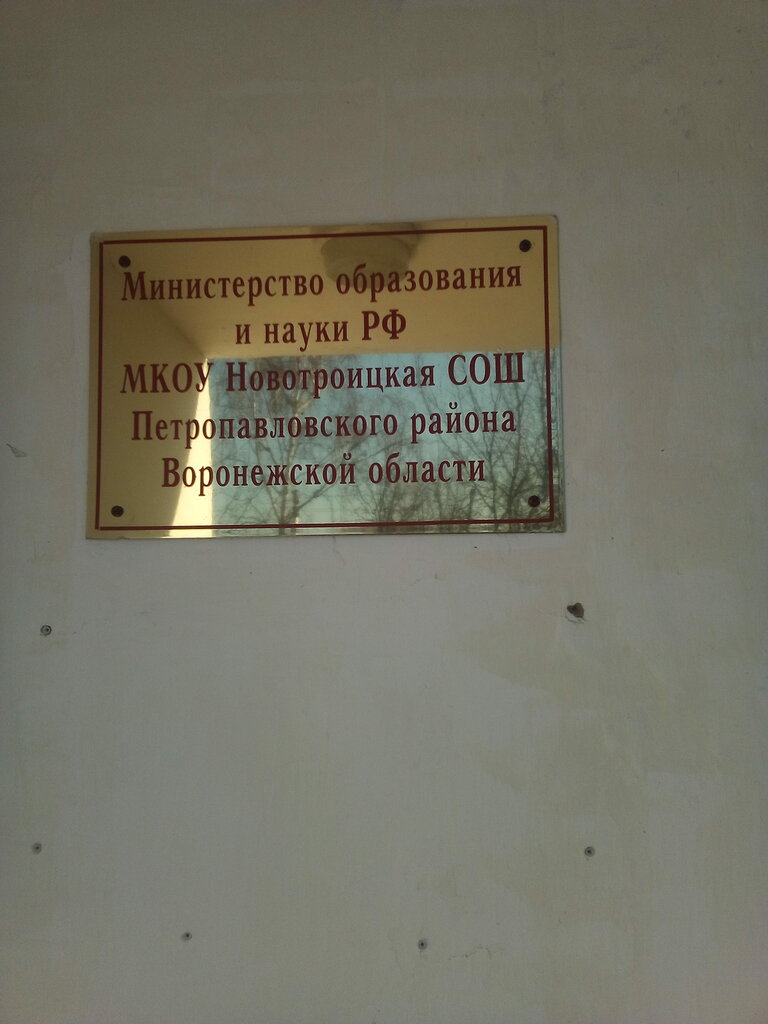 Министерство образования
и науки РФ
МКОУ Новотроицкая СОШ
Петропавловского района
Воронежской области